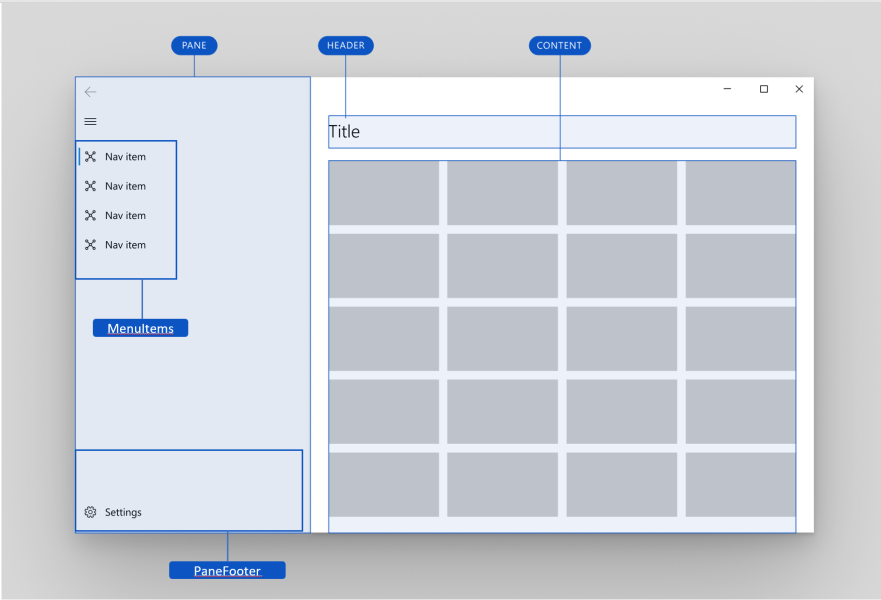 PANE
HEADER
CONTENT
Title
Nav item
Nav item
Nav item
Nav item
MenuItems
Settings
PaneFooter